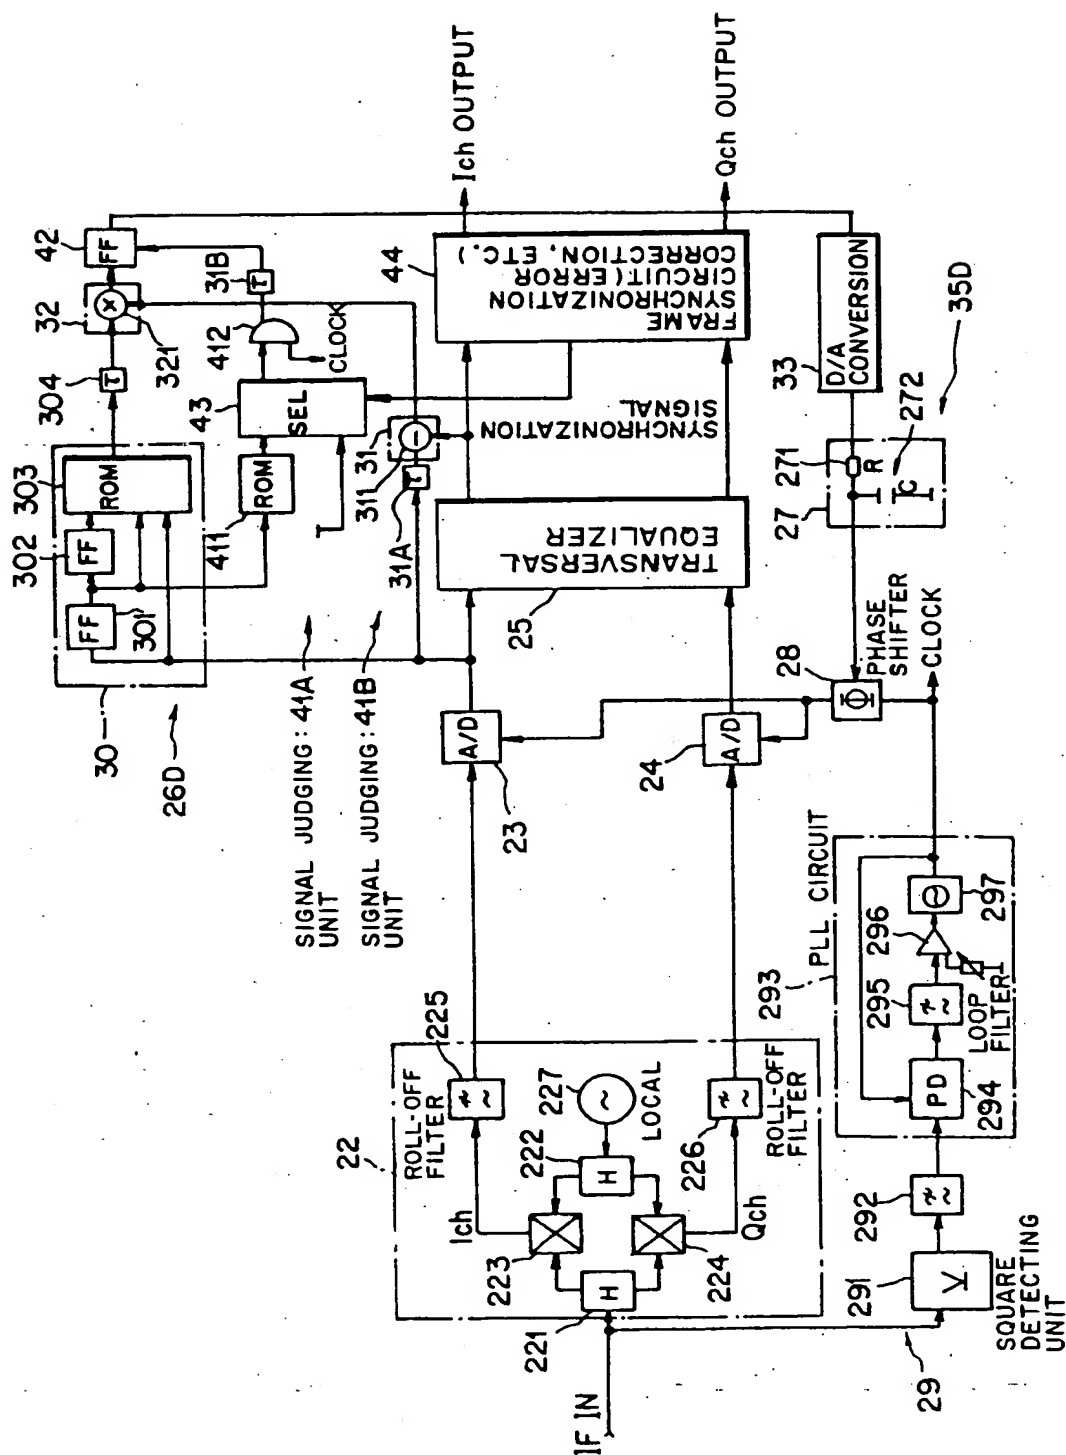 Ich OUTPUT
Qch OUTPUT
42
FF
32
X
321
304
τ
31B
τ
412
CLOCK
43
SEL
303
ROM
302
FF
FF
301
30
26D
411
ROM
31
−
311
31A
τ
SIGNAL JUDGING : 41A
UNIT
SIGNAL JUDGING : 41B
UNIT
44
FRAME
SYNCHRONIZATION
CIRCUIT (ERROR
CORRECTION, ETC.)
SYNCHRONIZATION
SIGNAL
25
TRANSVERSAL
EQUALIZER
33
D/A
CONVERSION
35D
27
271
R
272
C
28
Φ
PHASE
SHIFTER
CLOCK
A/D
23
24
A/D
22
ROLL-OFF
FILTER
225
~
227
~
LOCAL
222
H
Ich
223
224
Qch
226
~
ROLL-OFF
FILTER
221
H
IF IN
29
291
V
SQUARE
DETECTING
UNIT
292
~
293
PLL CIRCUIT
PD
294
295
~
LOOP
FILTER
296
297